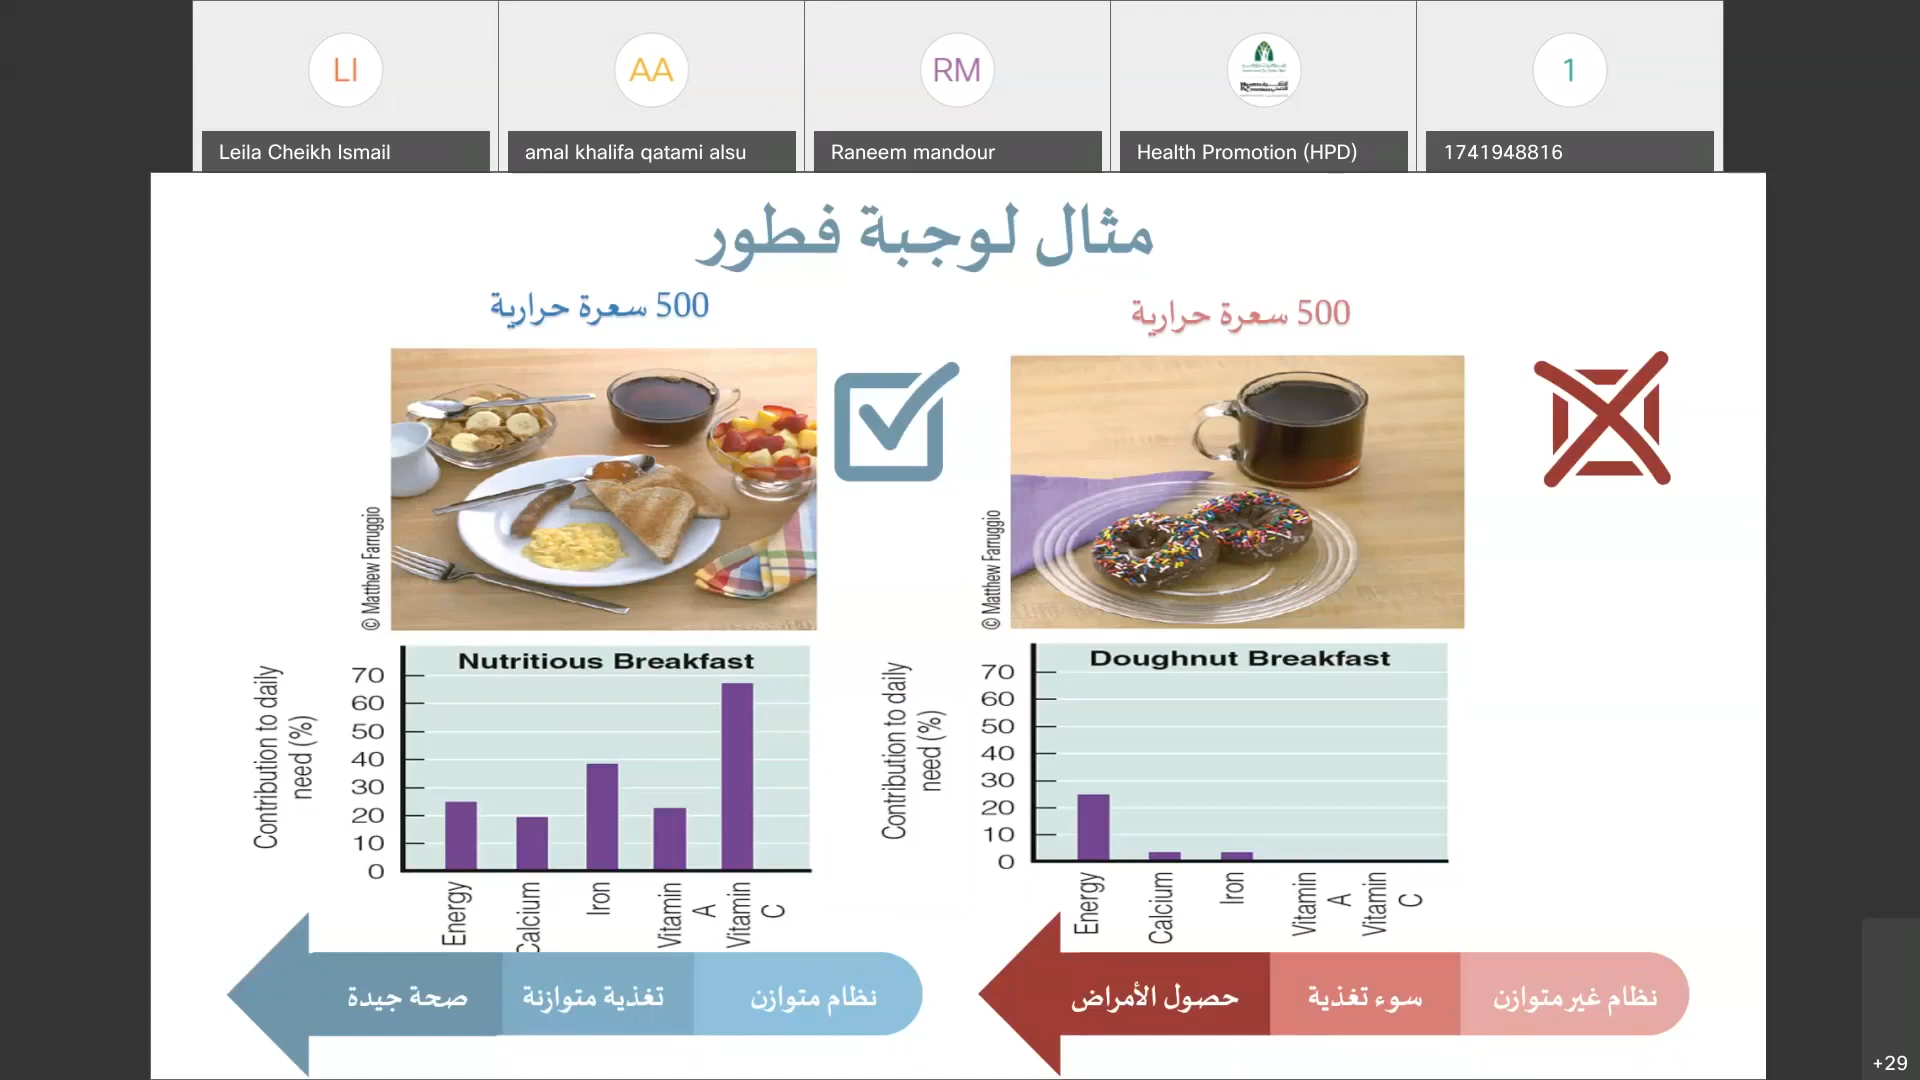 LI
AA
RM
1
Leila Cheikh Ismail
amal khalifa qatami alsu
Raneem mandour
Health Promotion (HPD)
1741948816
مثال لوجبة فطور
500 سعرة حرارية
500 سعرة حرارية
© Matthew Farruggio
© Matthew Farruggio
Nutritious Breakfast
Contribution to daily
need (%)
70
60
50
40
30
20
10
0
Energy
Calcium
Iron
Vitamin
A
Vitamin
C
Doughnut Breakfast
Contribution to daily
need (%)
70
60
50
40
30
20
10
0
Energy
Calcium
Iron
Vitamin
A
Vitamin
C
نظام غير متوازن
سوء تغذية
حصول الأمراض
نظام متوازن
تغذية متوازنة
صحة جيدة
+29